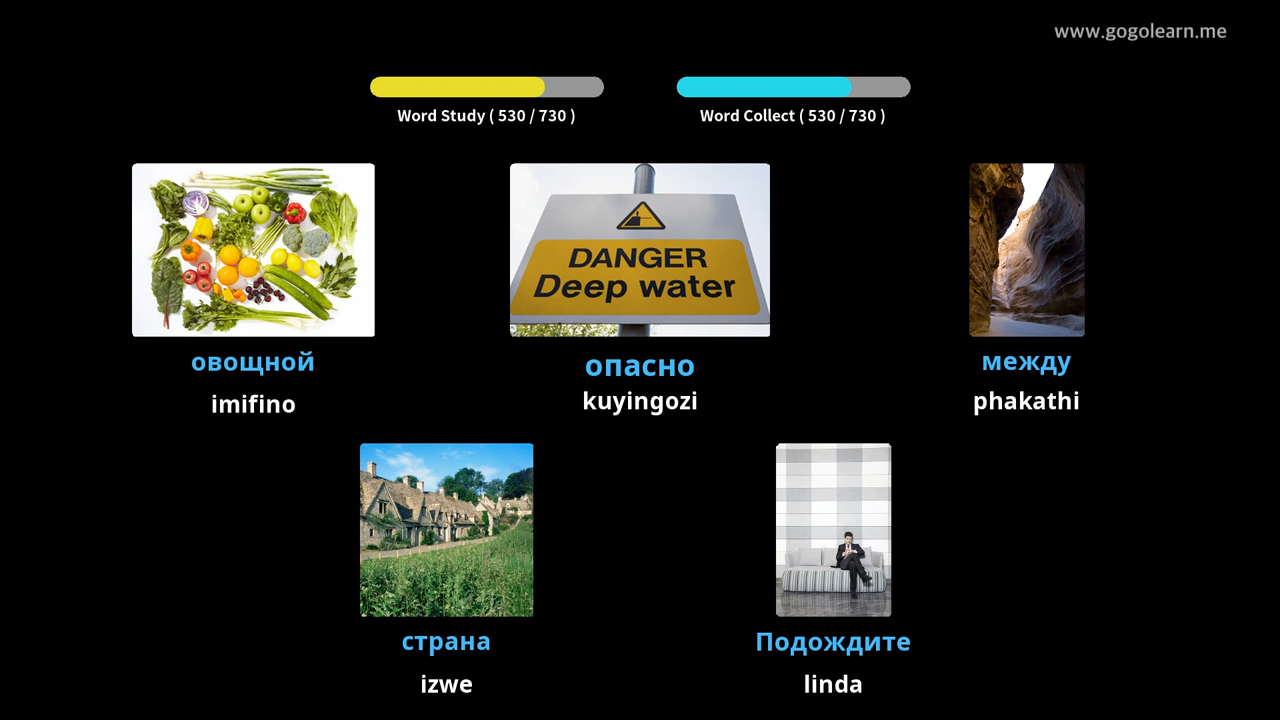 www.gogolearn.me
Word Study ( 530 / 730 )
Word Collect ( 530 / 730 )
DANGER
Deep water
овощной
imifino
опасно
kuyingozi
между
phakathi
страна
izwe
Подождите
linda